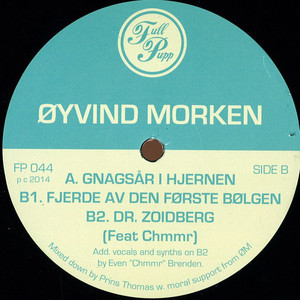 Full
Pupp
ØYVIND MORKEN
FP 044
p c 2014
SIDE B
A. GNAGSÅR I HJERNEN
B1. FJERDE AV DEN FØRSTE BØLGEN
B2. DR. ZOIDBERG
(Feat Chmmr)
Add. vocals and synths on B2
by Even "Chmmr" Brenden.
Mixed down by Prins Thomas w. moral support from ØM